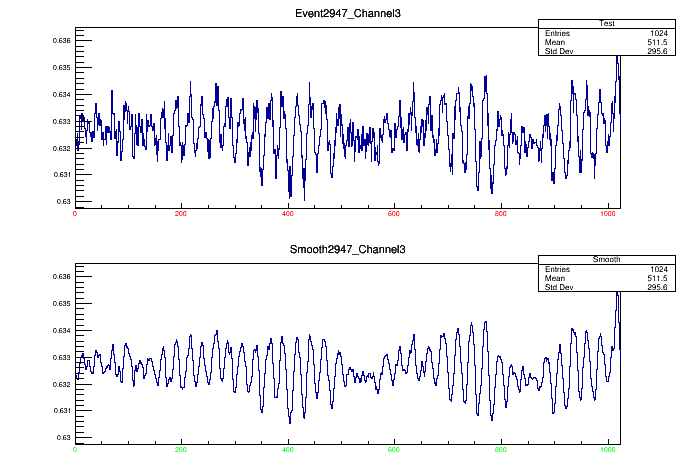 Event2947_Channel3
Test
Entries 1024
Mean 511.5
Std Dev 295.6
0.636
0.635
0.634
0.633
0.632
0.631
0.63
0 200 400 600 800 1000
Smooth2947_Channel3
Smooth
Entries 1024
Mean 511.5
Std Dev 295.6
0.636
0.635
0.634
0.633
0.632
0.631
0.63
0 200 400 600 800 1000